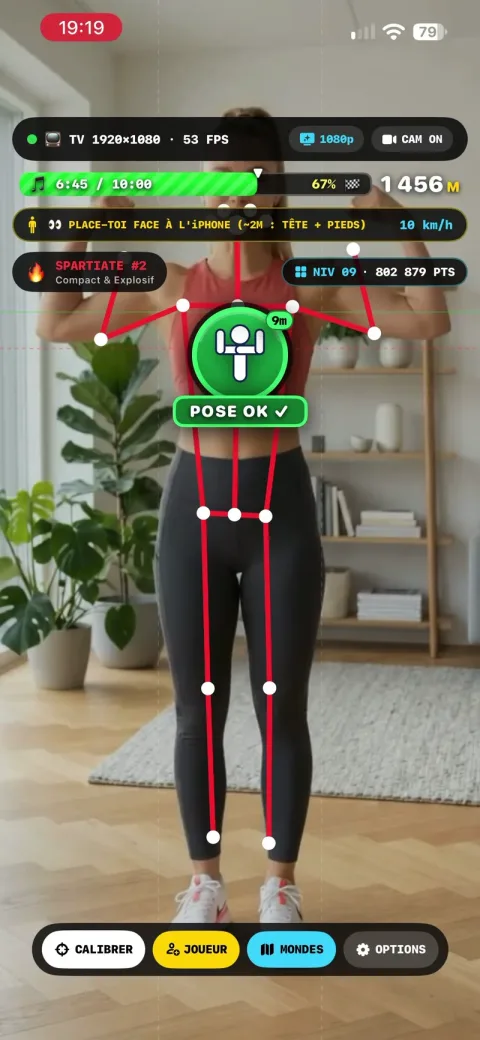 19:19
79
TV 1920×1080 · 53 FPS
1080p
CAM ON
6:45 / 10:00
67%
1 456 M
PLACE-TOI FACE À L'iPHONE (~2M : TÊTE + PIEDS)
10 km/h
SPARTIATE #2
Compact & Explosif
NIV 09 · 802 879 PTS
9m
POSE OK ✓
CALIBRER
JOUEUR
MONDES
OPTIONS